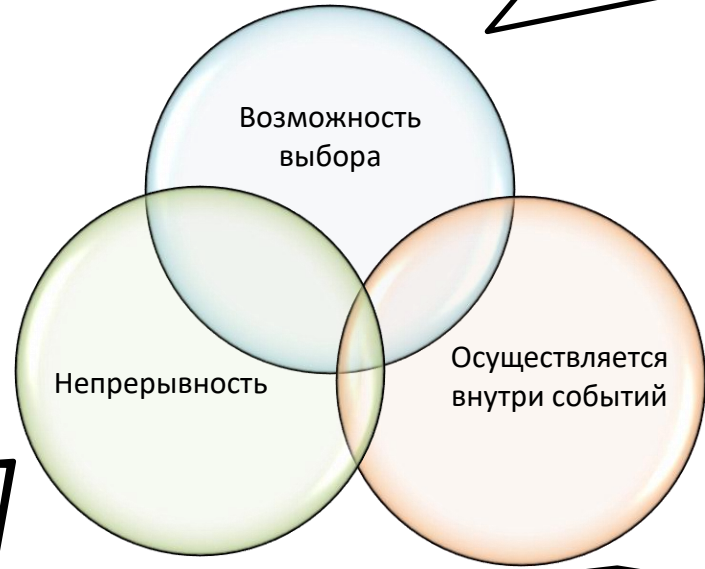 Возможность
выбора
Непрерывность
Осуществляется
внутри событий